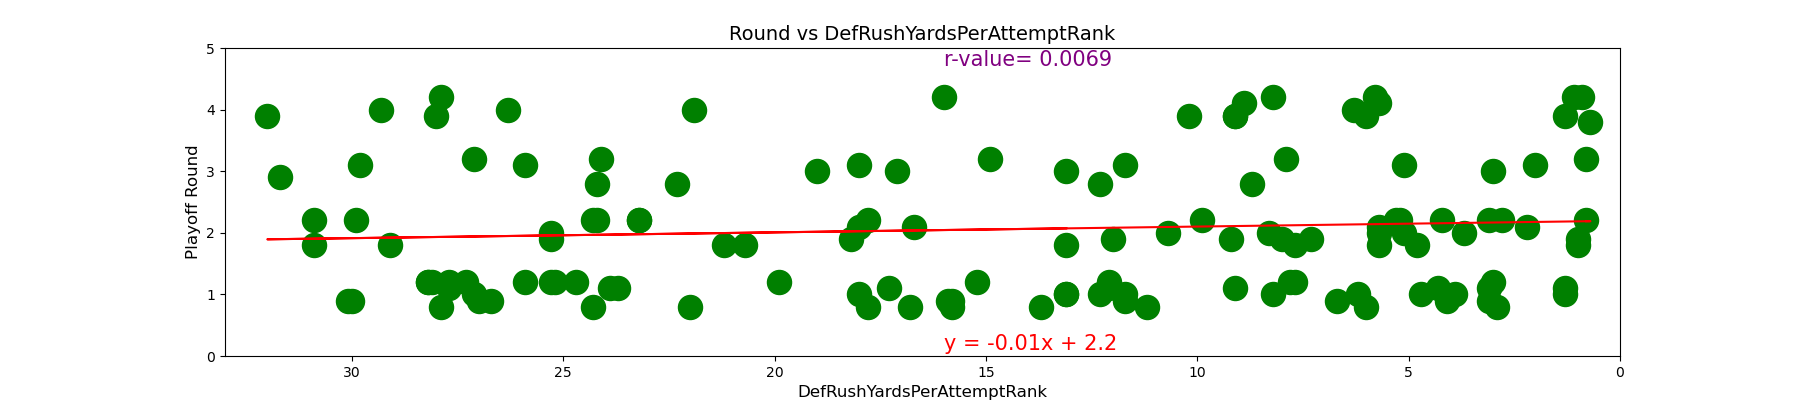 Round vs DefRushYardsPerAttemptRank
r-value= 0.0069
Playoff Round
5
4
3
2
1
0
y = -0.01x + 2.2
30 25 20 15 10 5 0
DefRushYardsPerAttemptRank